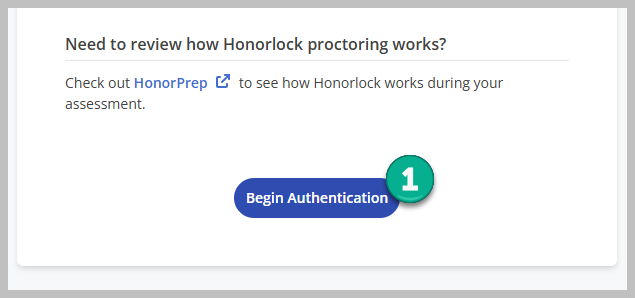 Need to review how Honorlock proctoring works?
Check out HonorPrep to see how Honorlock works during your
assessment.
Begin Authentication
1